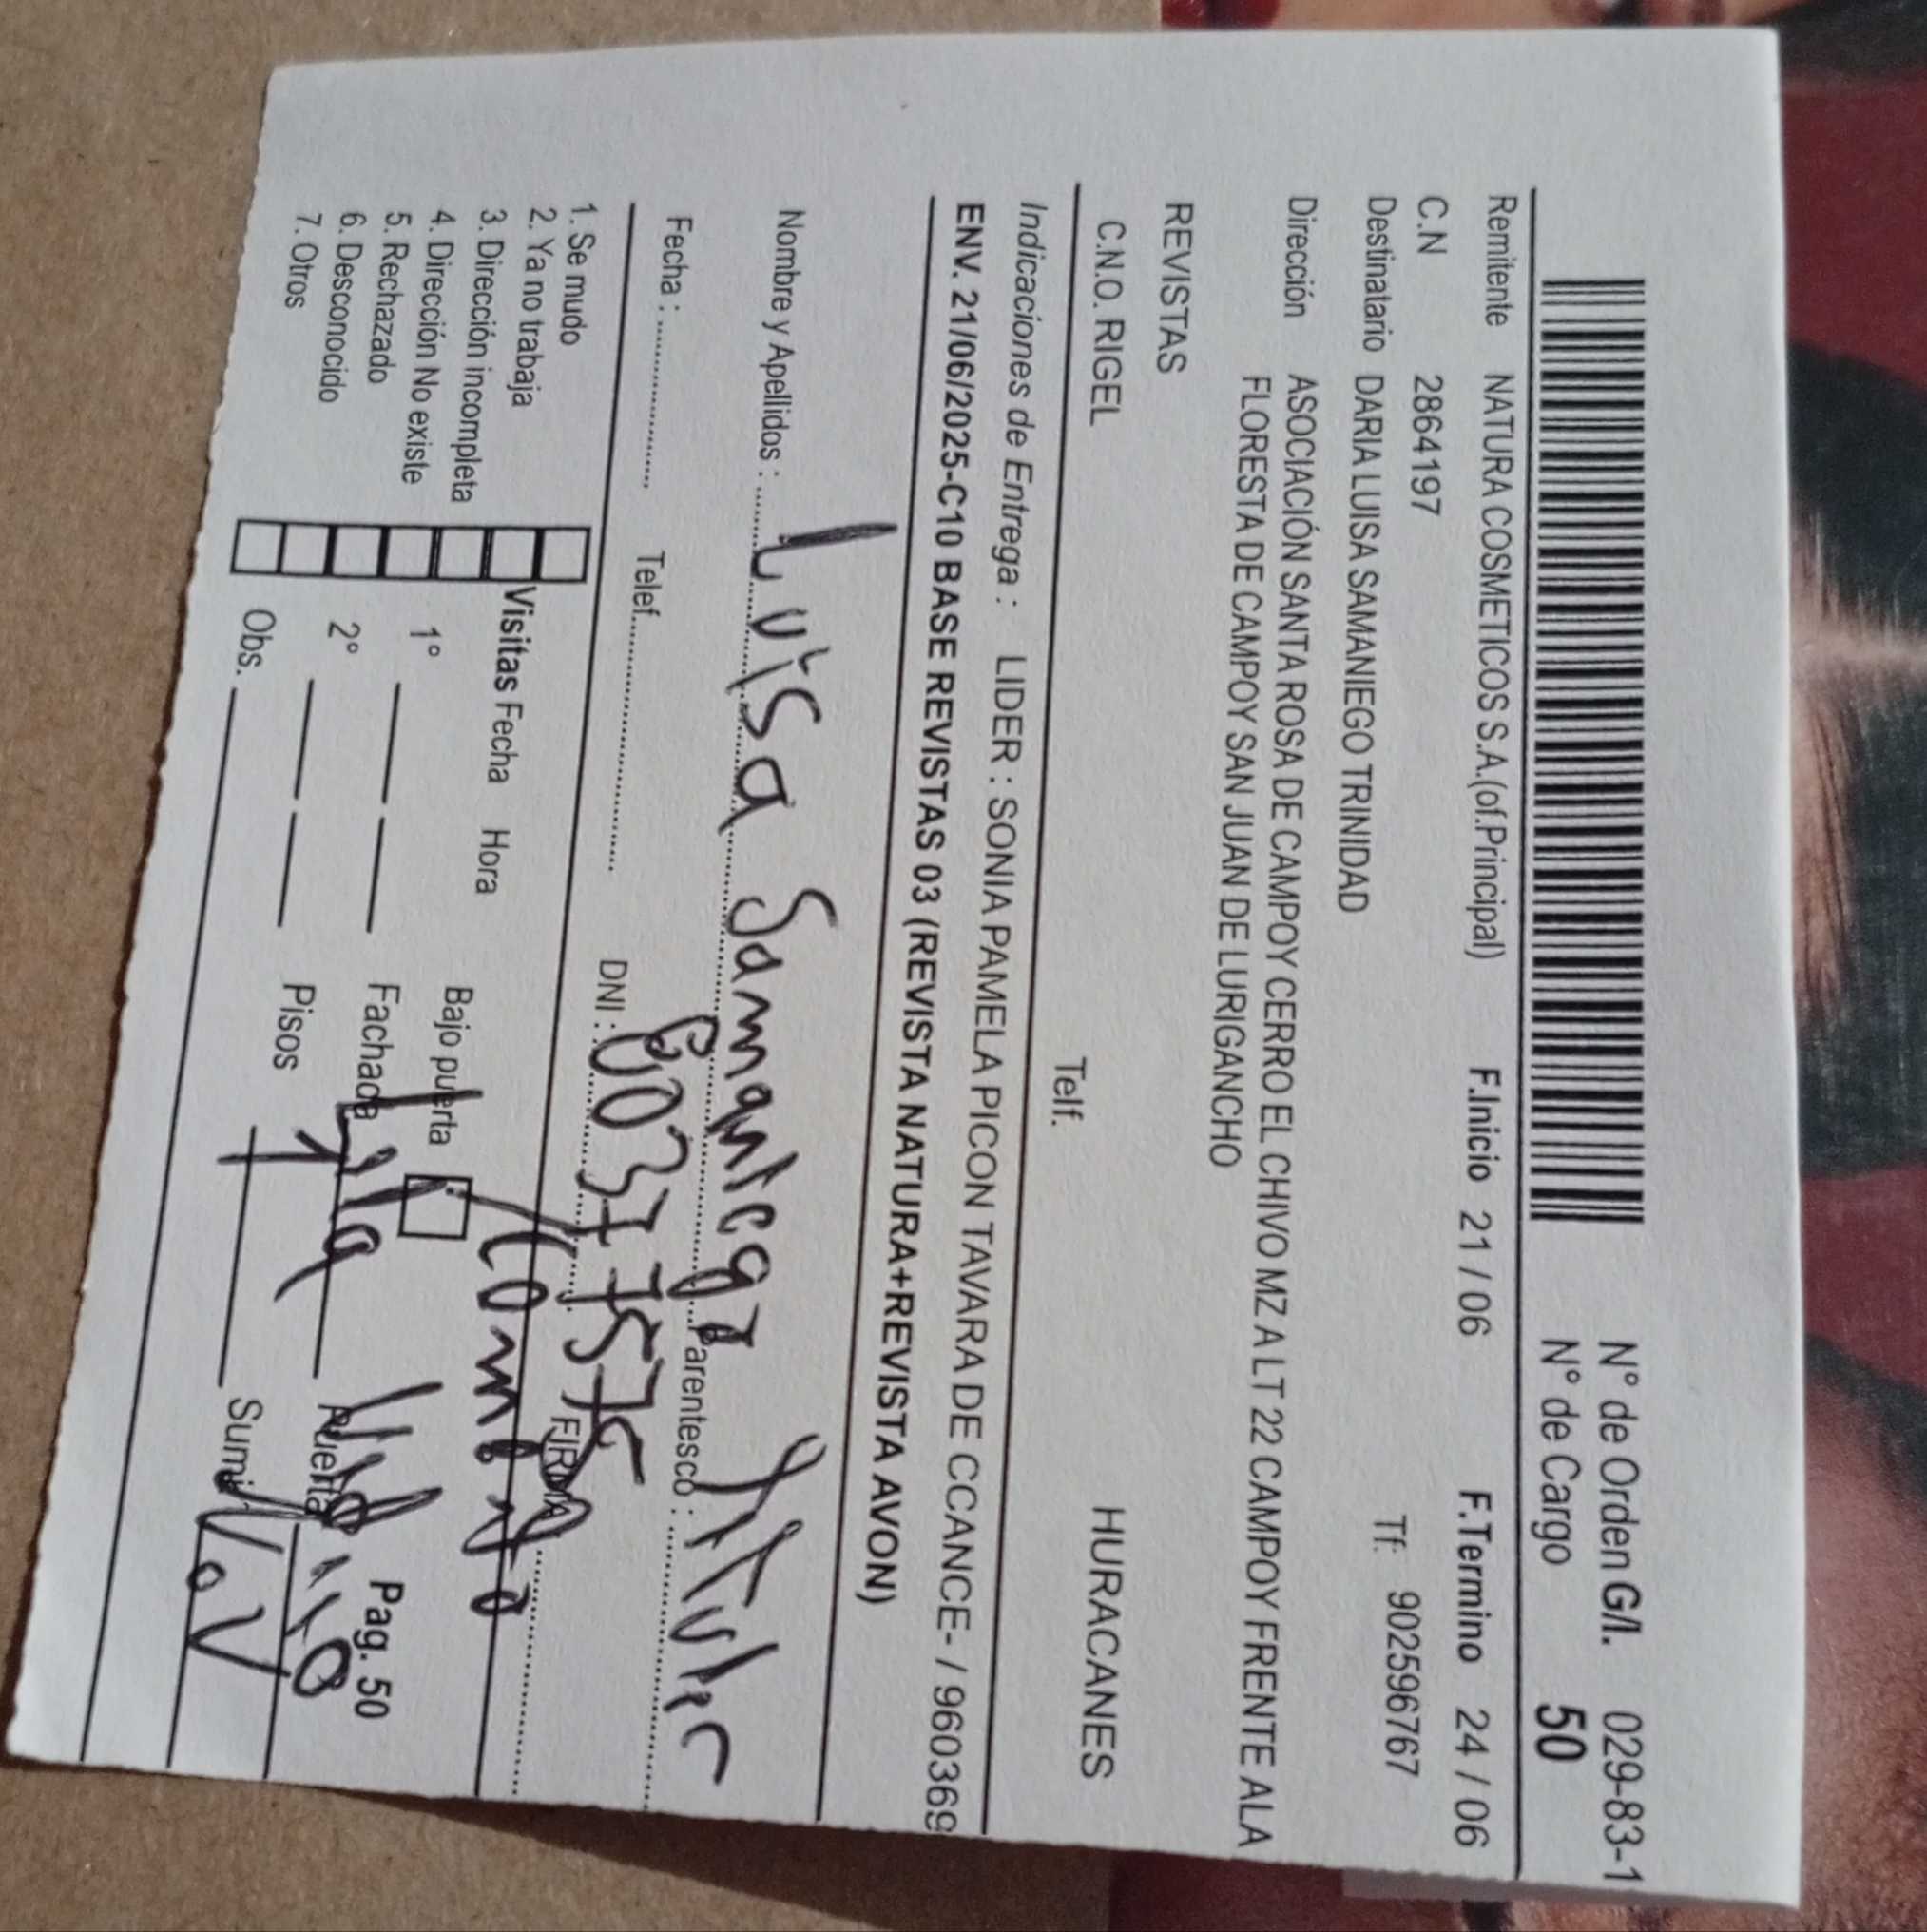 N° de Orden G/I. 029-83-1
N° de Cargo 50
Remitente NATURA COSMETICOS S.A.(of.Principal) F.Inicio 21 / 06 F.Termino 24 / 06
C.N 2864197 Tf: 902596767
Destinatario DARIA LUISA SAMANIEGO TRINIDAD
Dirección ASOCIACIÓN SANTA ROSA DE CAMPOY CERRO EL CHIVO MZ A LT 22 CAMPOY FRENTE ALA
FLORESTA DE CAMPOY SAN JUAN DE LURIGANCHO
REVISTAS
C.N.O. RIGEL Telf. HURACANES
Indicaciones de Entrega : LIDER : SONIA PAMELA PICON TAVARA DE CCANCE- / 960369
ENV. 21/06/2025-C10 BASE REVISTAS 03 (REVISTA NATURA+REVISTA AVON)
Nombre y Apellidos : Luisa Samaniego Parentesco : Titular
Fecha : Telef. DNI : FIRMA
1. Se mudo
2. Ya no trabaja
3. Dirección incompleta
4. Dirección No existe
5. Rechazado
6. Desconocido
7. Otros
Visitas Fecha Hora
1°
2°
Obs.
Bajo puerta
Fachada
Pisos 1
Puerta
Sumi
Pag. 50